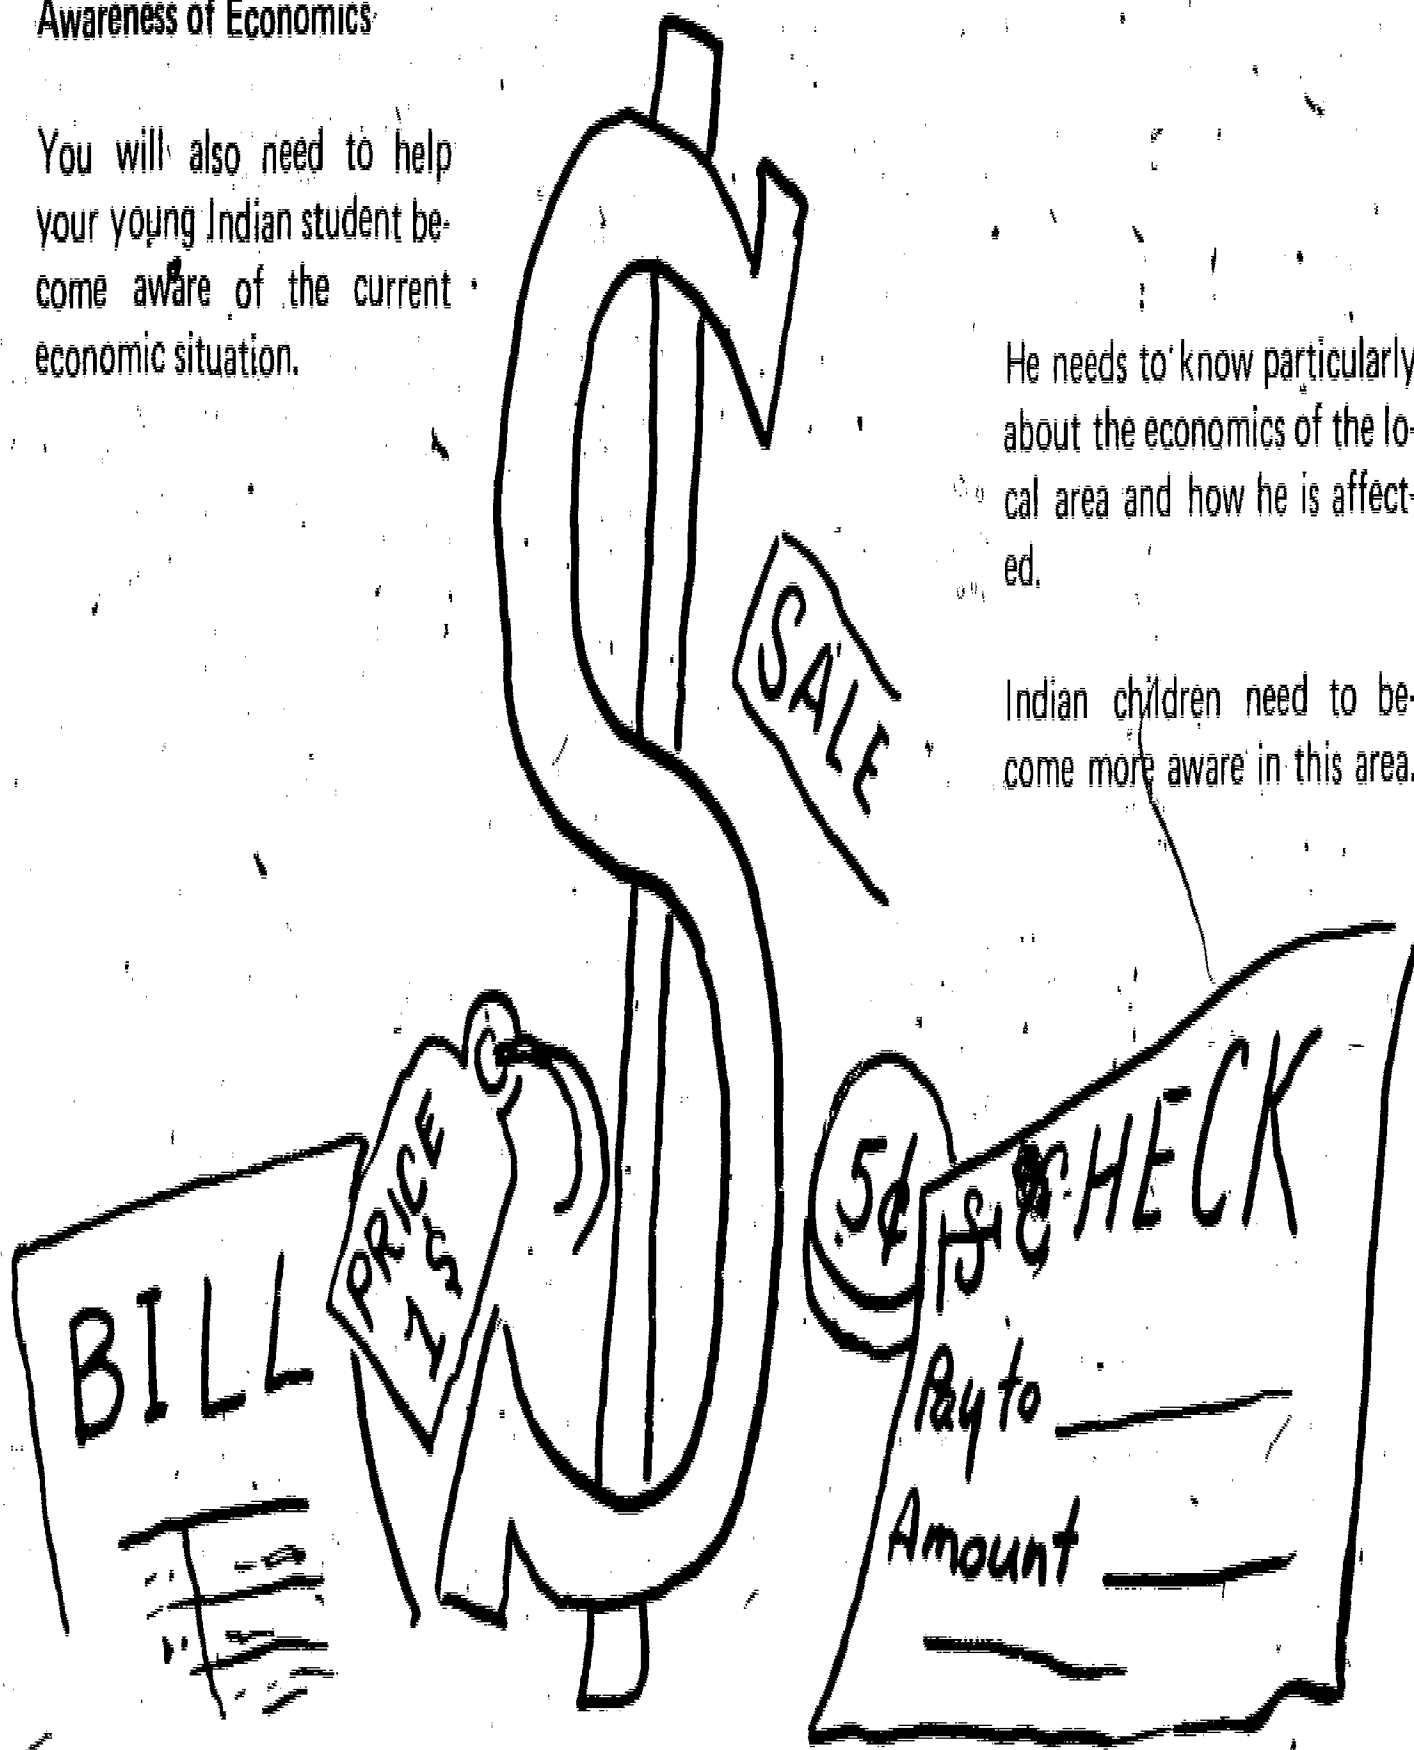 Awareness of Economics
You will also need to help
your young Indian student be-
come aware of the current
economic situation.
He needs to know particularly
about the economics of the lo-
cal area and how he is affect-
ed.
Indian children need to be-
come more aware in this area.
SALE
PRICE
15
5¢
CHECK
BILL
Pay to
Amount